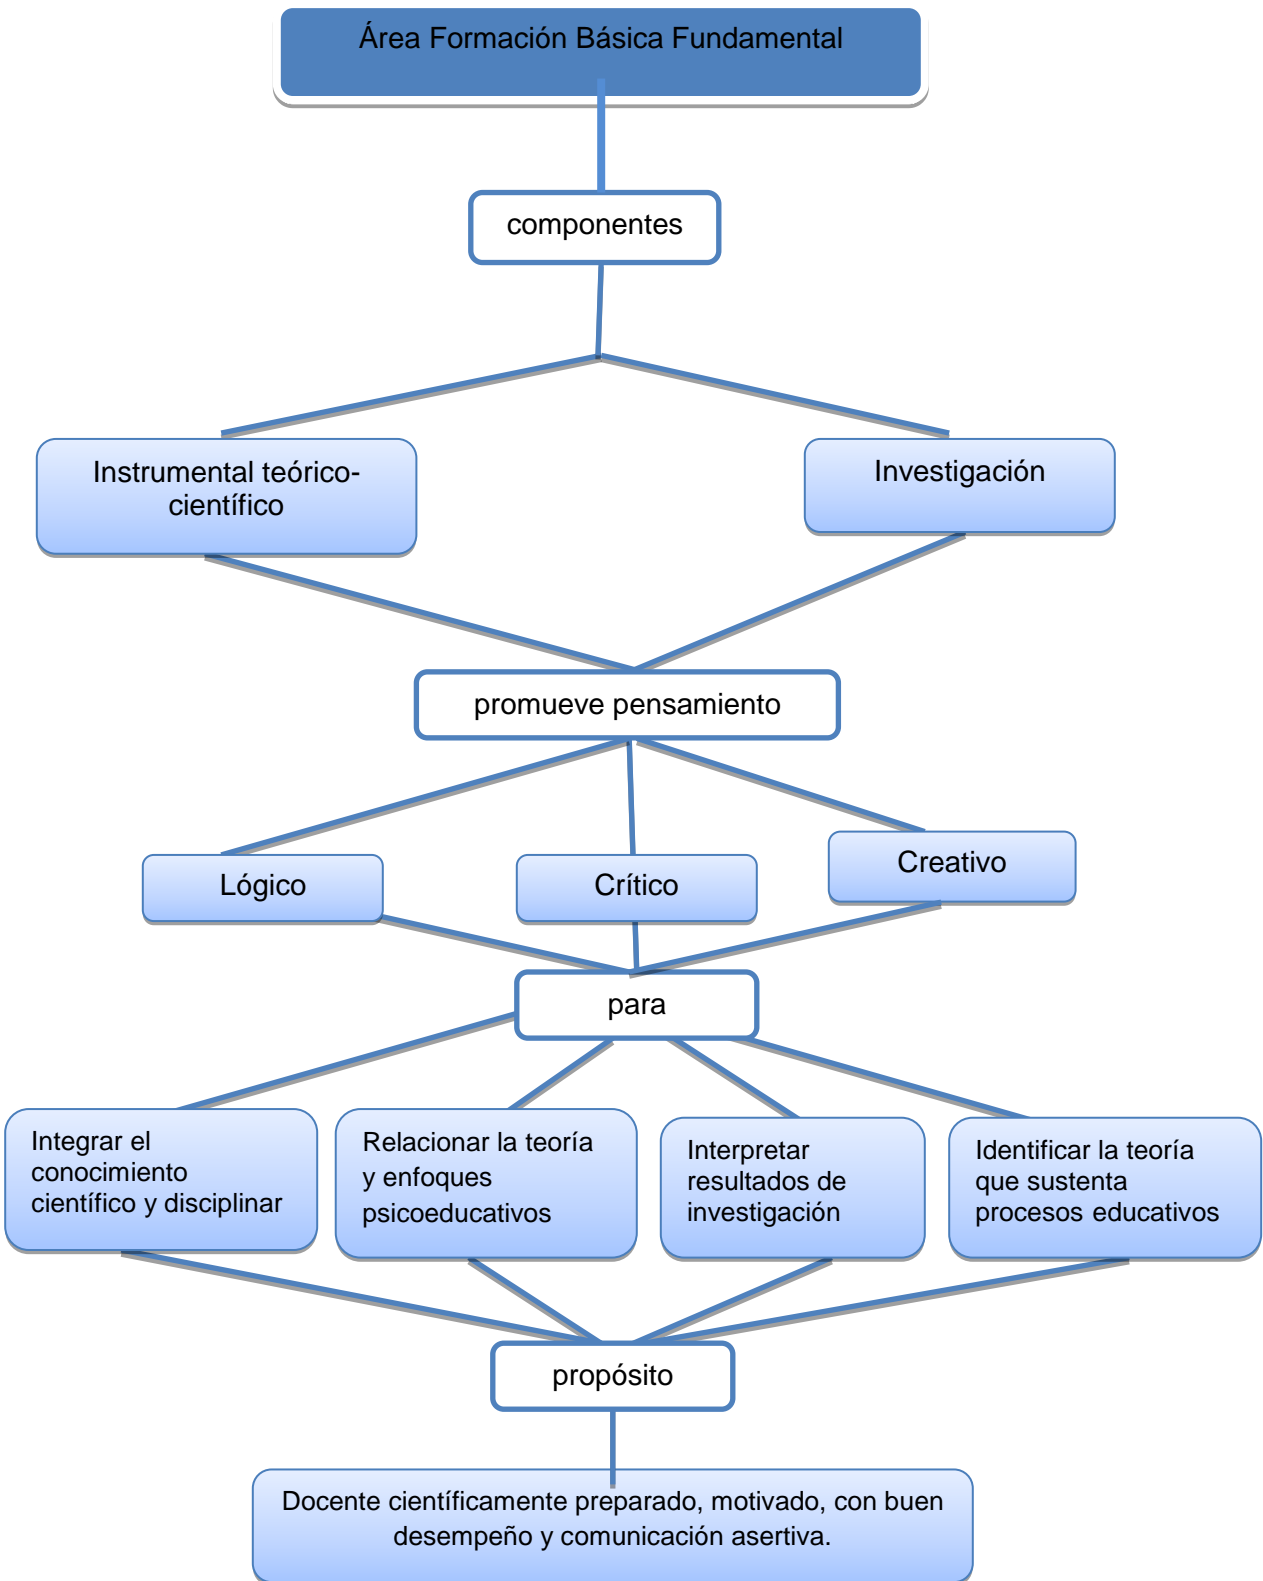 Área Formación Básica Fundamental
componentes
Instrumental teórico-
científico
Investigación
promueve pensamiento
Lógico
Crítico
Creativo
para
Integrar el
conocimiento
científico y disciplinar
Relacionar la teoría
y enfoques
psicoeducativos
Interpretar
resultados de
investigación
Identificar la teoría
que sustenta
procesos educativos
propósito
Docente científicamente preparado, motivado, con buen
desempeño y comunicación asertiva.